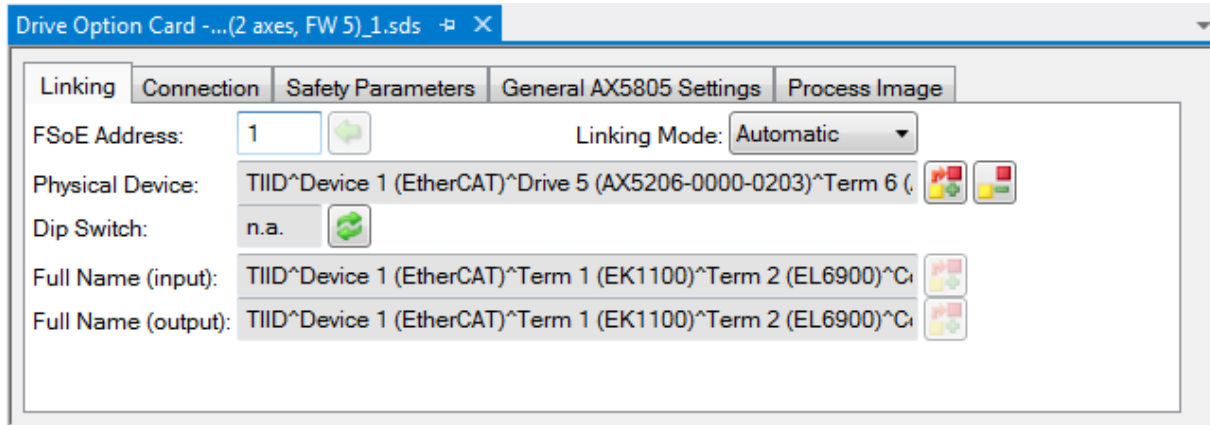 Drive Option Card -...(2 axes, FW 5)_1.sds
Linking Connection Safety Parameters General AX5805 Settings Process Image
FSoE Address: 1 Linking Mode: Automatic
Physical Device: TIID^Device 1 (EtherCAT)^Drive 5 (AX5206-0000-0203)^Term 6 (
Dip Switch: n.a.
Full Name (input): TIID^Device 1 (EtherCAT)^Term 1 (EK1100)^Term 2 (EL6900)^C
Full Name (output): TIID^Device 1 (EtherCAT)^Term 1 (EK1100)^Term 2 (EL6900)^C